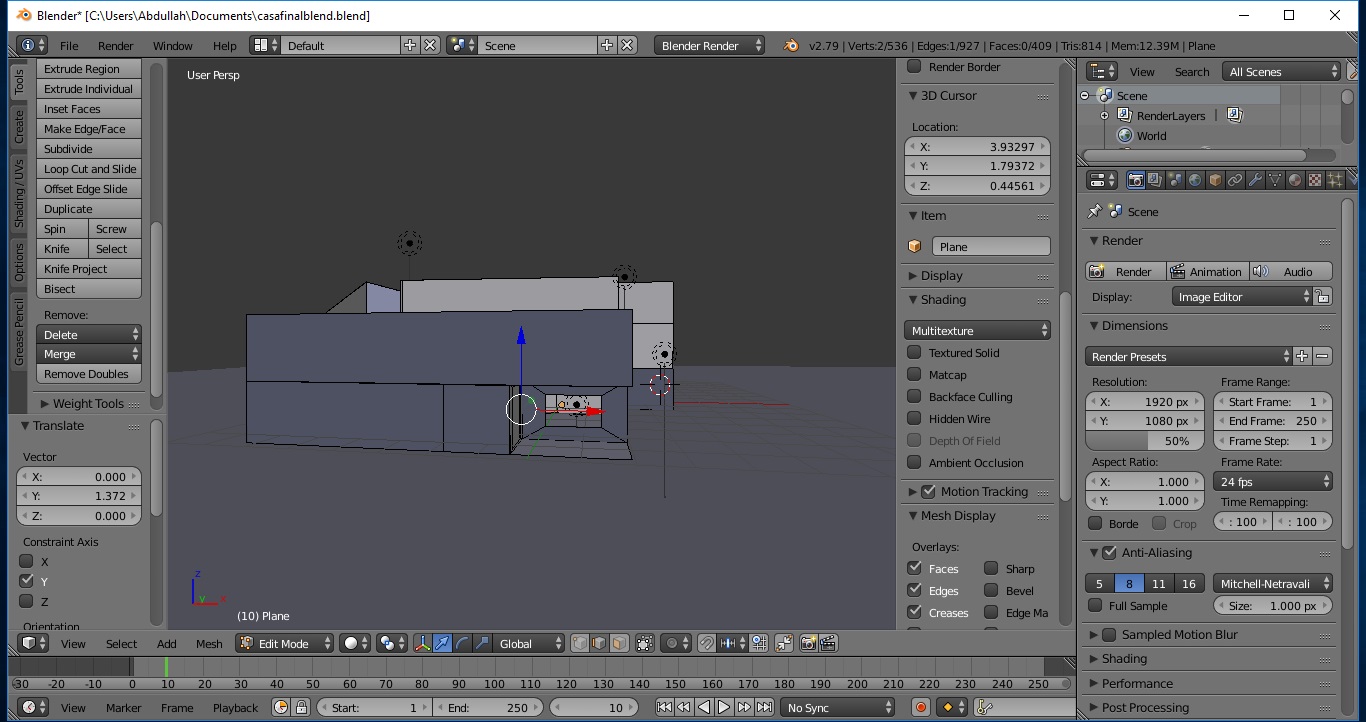 Blender* [C:\Users\Abdullah\Documents\casafinalblend.blend]
File Render Window Help Default Scene Blender Render v2.79 | Verts:2/536 | Edges:1/927 | Faces:0/409 | Tris:814 | Mem:12.39M | Plane
Tools
Create
Shading / UVs
Options
Grease Pencil
Extrude Region
Extrude Individual
Inset Faces
Make Edge/Face
Subdivide
Loop Cut and Slide
Offset Edge Slide
Duplicate
Spin Screw
Knife Select
Knife Project
Bisect
Remove:
Delete
Merge
Remove Doubles
Weight Tools
Translate
Vector
X: 0.000
Y: 1.372
Z: 0.000
Constraint Axis
X
Y
Z
Orientation
User Persp
z
y
x
(10) Plane
Render Border
3D Cursor
Location:
X: 3.93297
Y: 1.79372
Z: 0.44561
Item
Plane
Display
Shading
Multitexture
Textured Solid
Matcap
Backface Culling
Hidden Wire
Depth Of Field
Ambient Occlusion
Motion Tracking
Mesh Display
Overlays:
Faces Sharp
Edges Bevel
Creases Edge Ma
View Search All Scenes
Scene
RenderLayers
World
Scene
Render
Render Animation Audio
Display: Image Editor
Dimensions
Render Presets
Resolution: Frame Range:
X: 1920 px Start Frame: 1
Y: 1080 px End Frame: 250
50% Frame Step: 1
Aspect Ratio: Frame Rate:
X: 1.000 24 fps
Y: 1.000 Time Remapping:
Borde Crop : 100 : 100
Anti-Aliasing
5 8 11 16 Mitchell-Netravali
Full Sample Size: 1.000 px
Sampled Motion Blur
Shading
Performance
Post Processing
View Select Add Mesh Edit Mode Global
-30 -20 -10 0 10 20 30 40 50 60 70 80 90 100 110 120 130 140 150 160 170 180 190 200 210 220 230 240 250
View Marker Frame Playback Start: 1 End: 250 10 No Sync